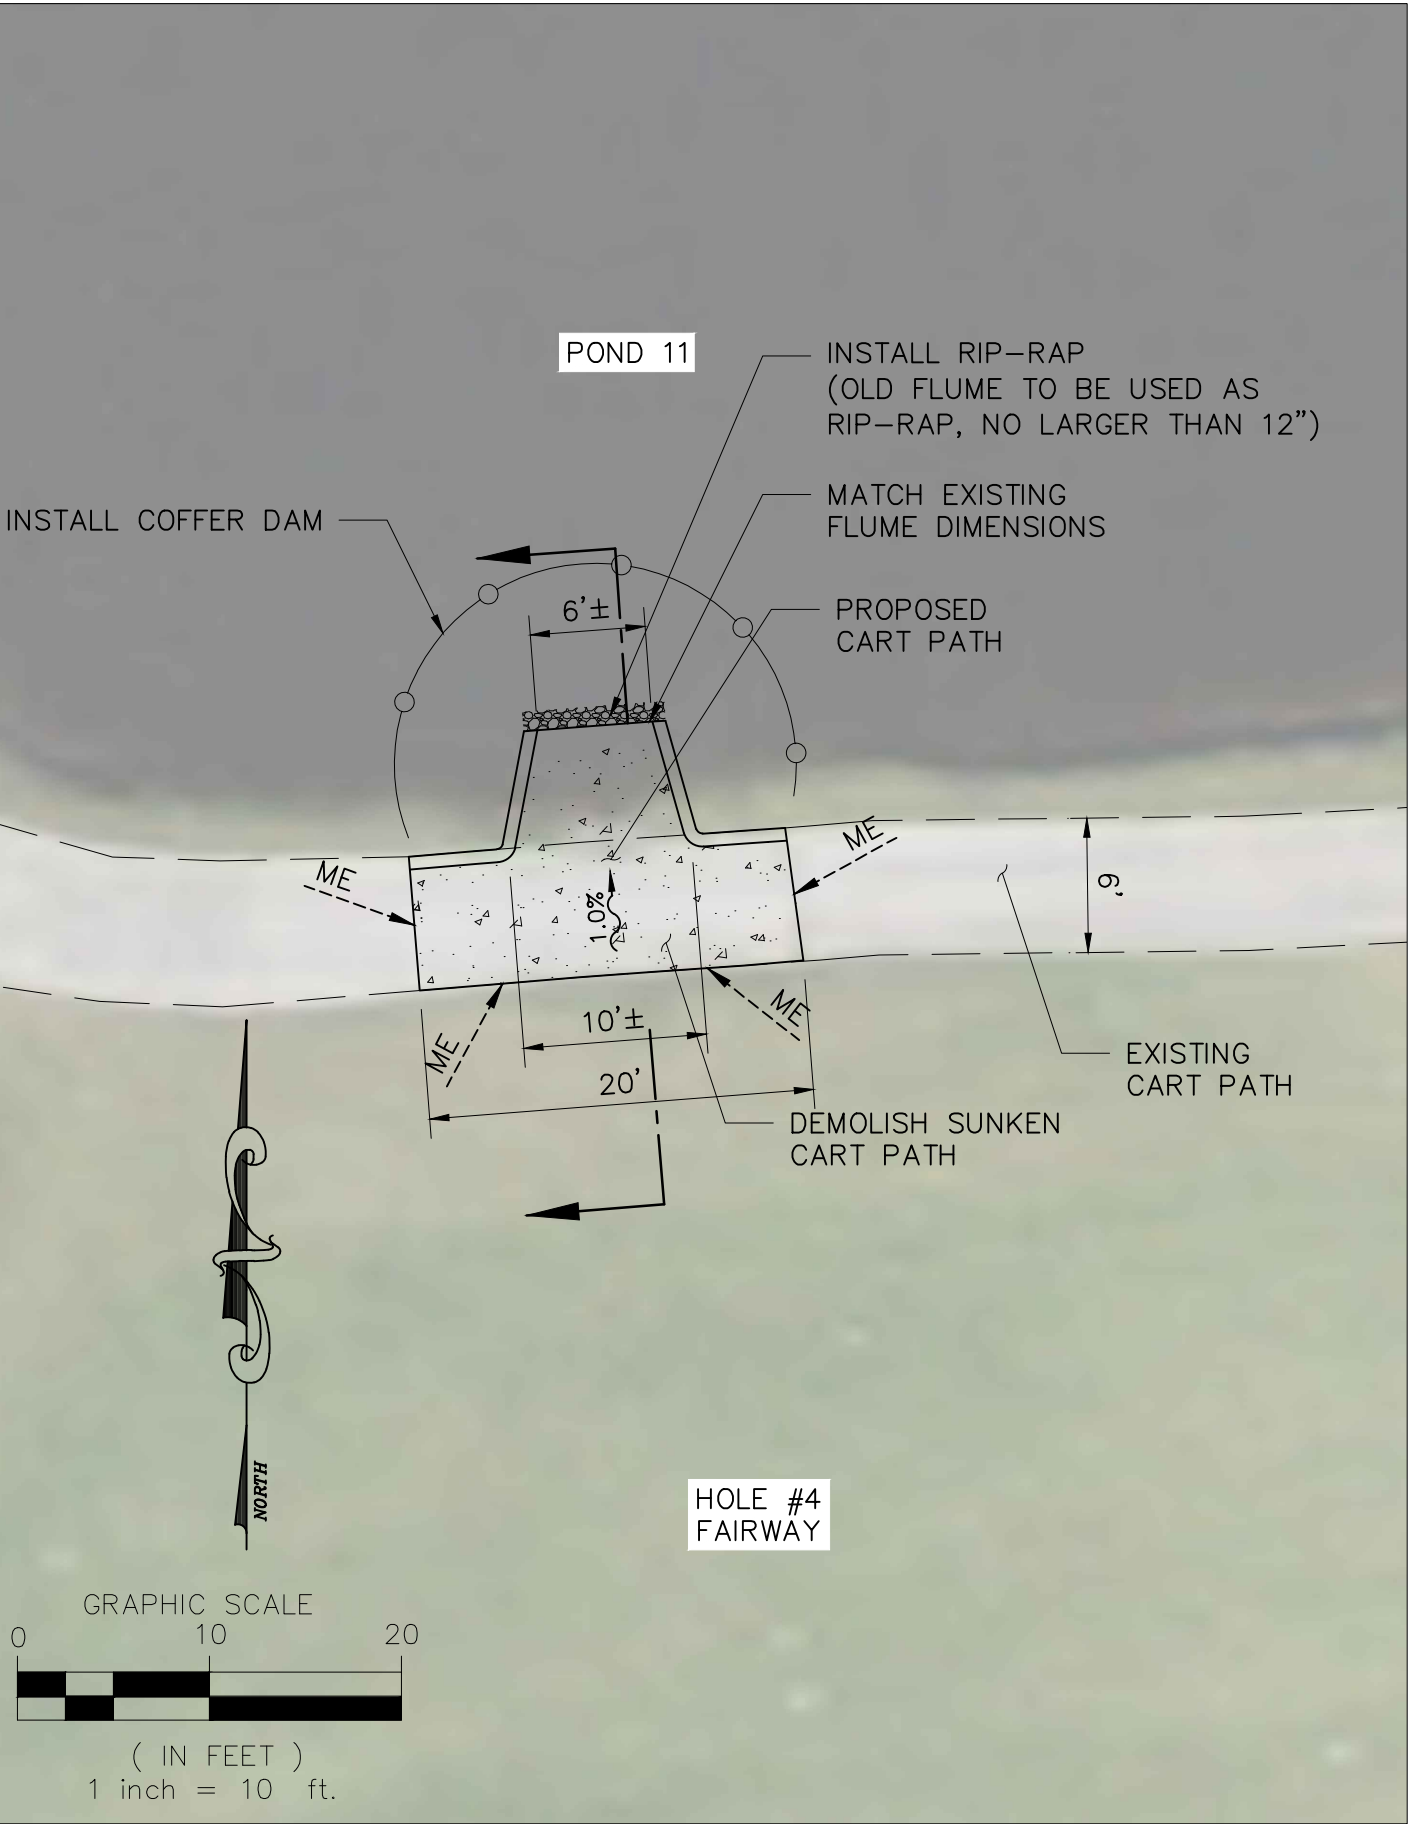 POND 11
INSTALL RIP-RAP
(OLD FLUME TO BE USED AS
RIP-RAP, NO LARGER THAN 12")
MATCH EXISTING
FLUME DIMENSIONS
INSTALL COFFER DAM
6'±
PROPOSED
CART PATH
ME
ME
6'
1.0%
ME
ME
10'±
20'
EXISTING
CART PATH
DEMOLISH SUNKEN
CART PATH
NORTH
HOLE #4
FAIRWAY
GRAPHIC SCALE
0 10 20
( IN FEET )
1 inch = 10 ft.